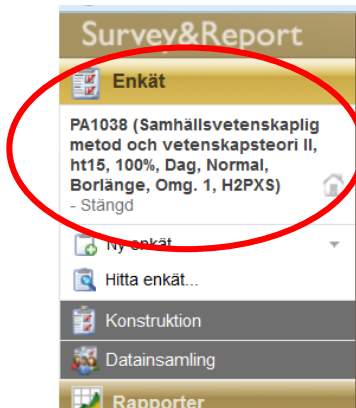 Survey&Report
Enkät
PA1038 (Samhällsvetenskaplig
metod och vetenskapsteori II,
ht15, 100%, Dag, Normal,
Borlänge, Omg. 1, H2PXS)
- Stängd
Ny enkät
Hitta enkät...
Konstruktion
Datainsamling
Rapporter